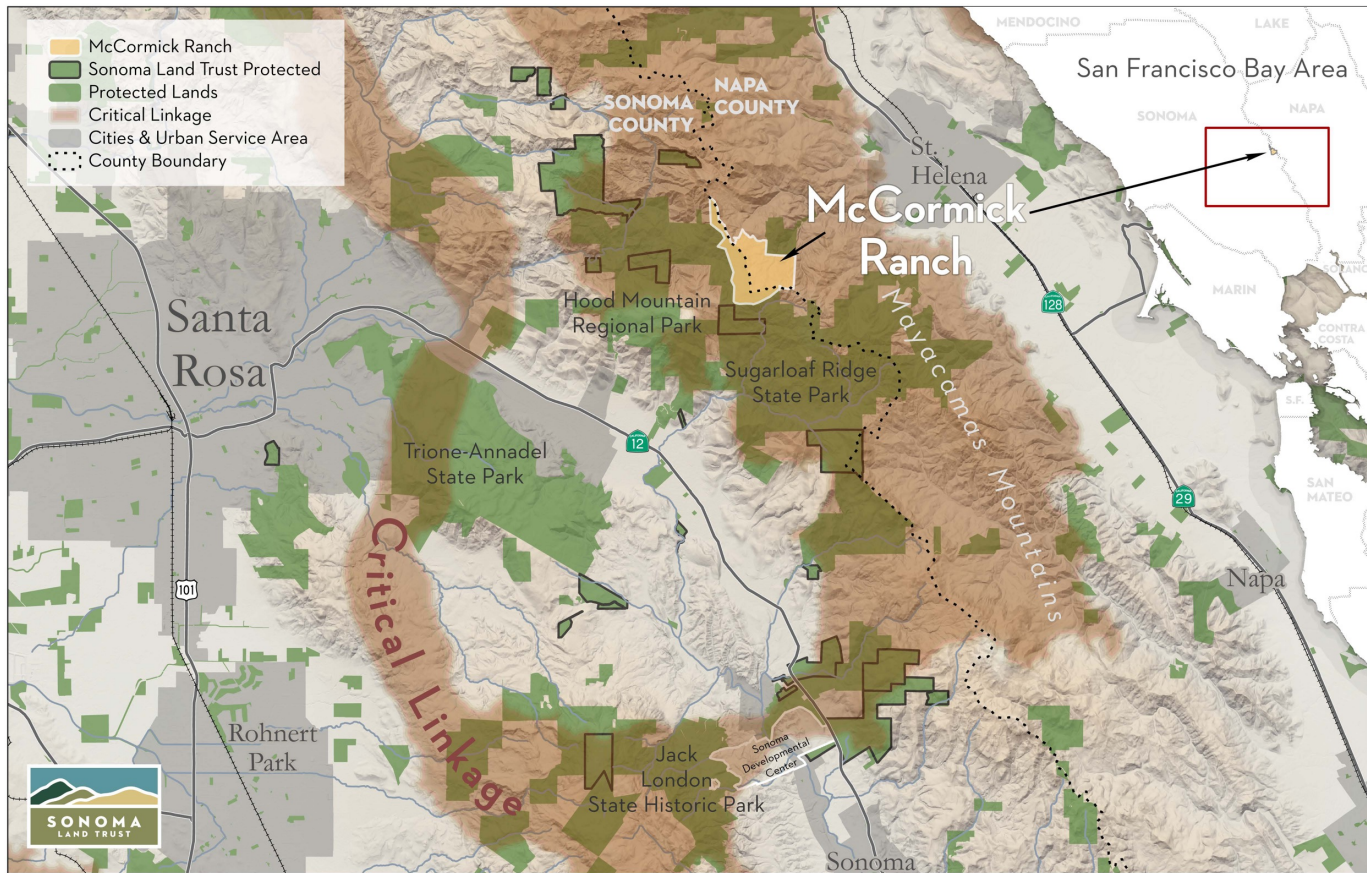 McCormick Ranch
Sonoma Land Trust Protected
Protected Lands
Critical Linkage
Cities & Urban Service Area
County Boundary
MENDOCINO
LAKE
San Francisco Bay Area
SONOMA
NAPA
SONOMA
COUNTY
NAPA
COUNTY
St.
Helena
McCormick
Ranch
MARIN
CONTRA
COSTA
S.F.
SAN
MATEO
Santa
Rosa
Hood Mountain
Regional Park
Sugarloaf Ridge
State Park
Mayacamas Mountains
128
12
29
101
Trione-Annadel
State Park
Critical Linkage
Napa
Rohnert
Park
Jack
London
State Historic Park
Sonoma
Developmental
Center
Sonoma
SONOMA
LAND TRUST